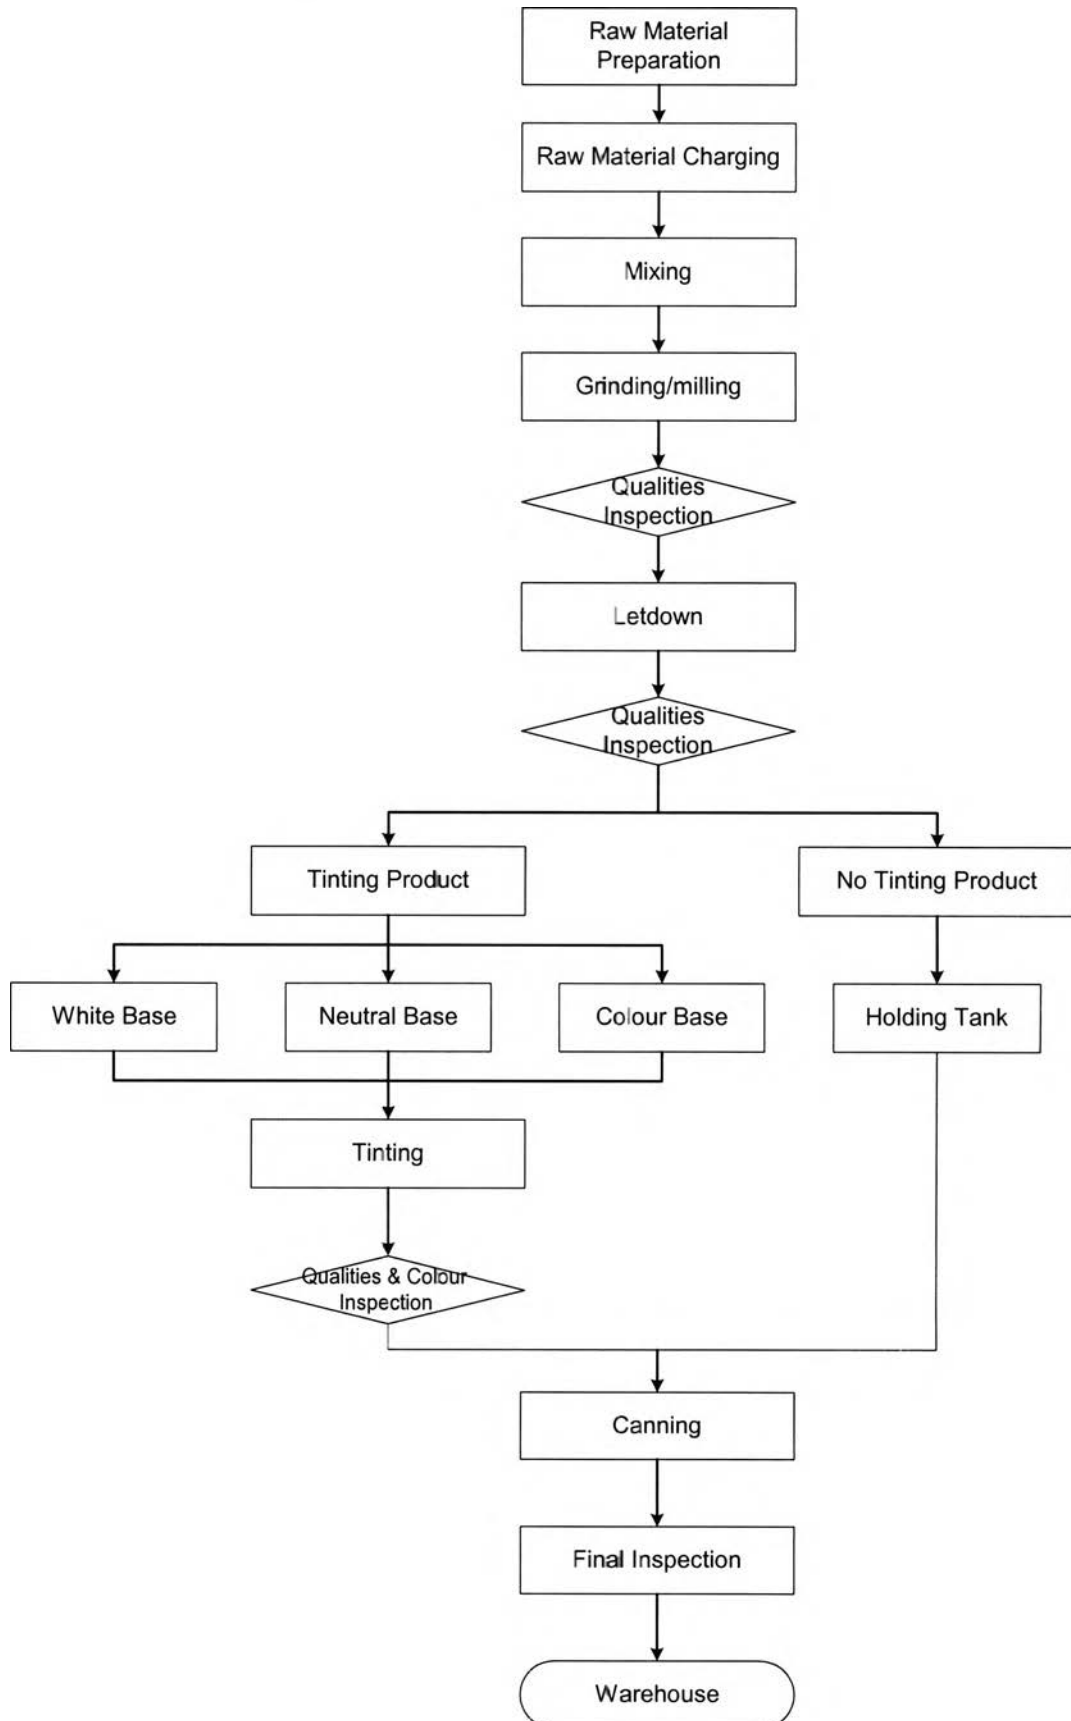 Raw Material
Preparation
Raw Material Charging
Mixing
Grinding/milling
Qualities
Inspection
Letdown
Qualities
Inspection
Tinting Product
No Tinting Product
White Base
Neutral Base
Colour Base
Holding Tank
Tinting
Qualities & Colour
Inspection
Canning
Final Inspection
Warehouse